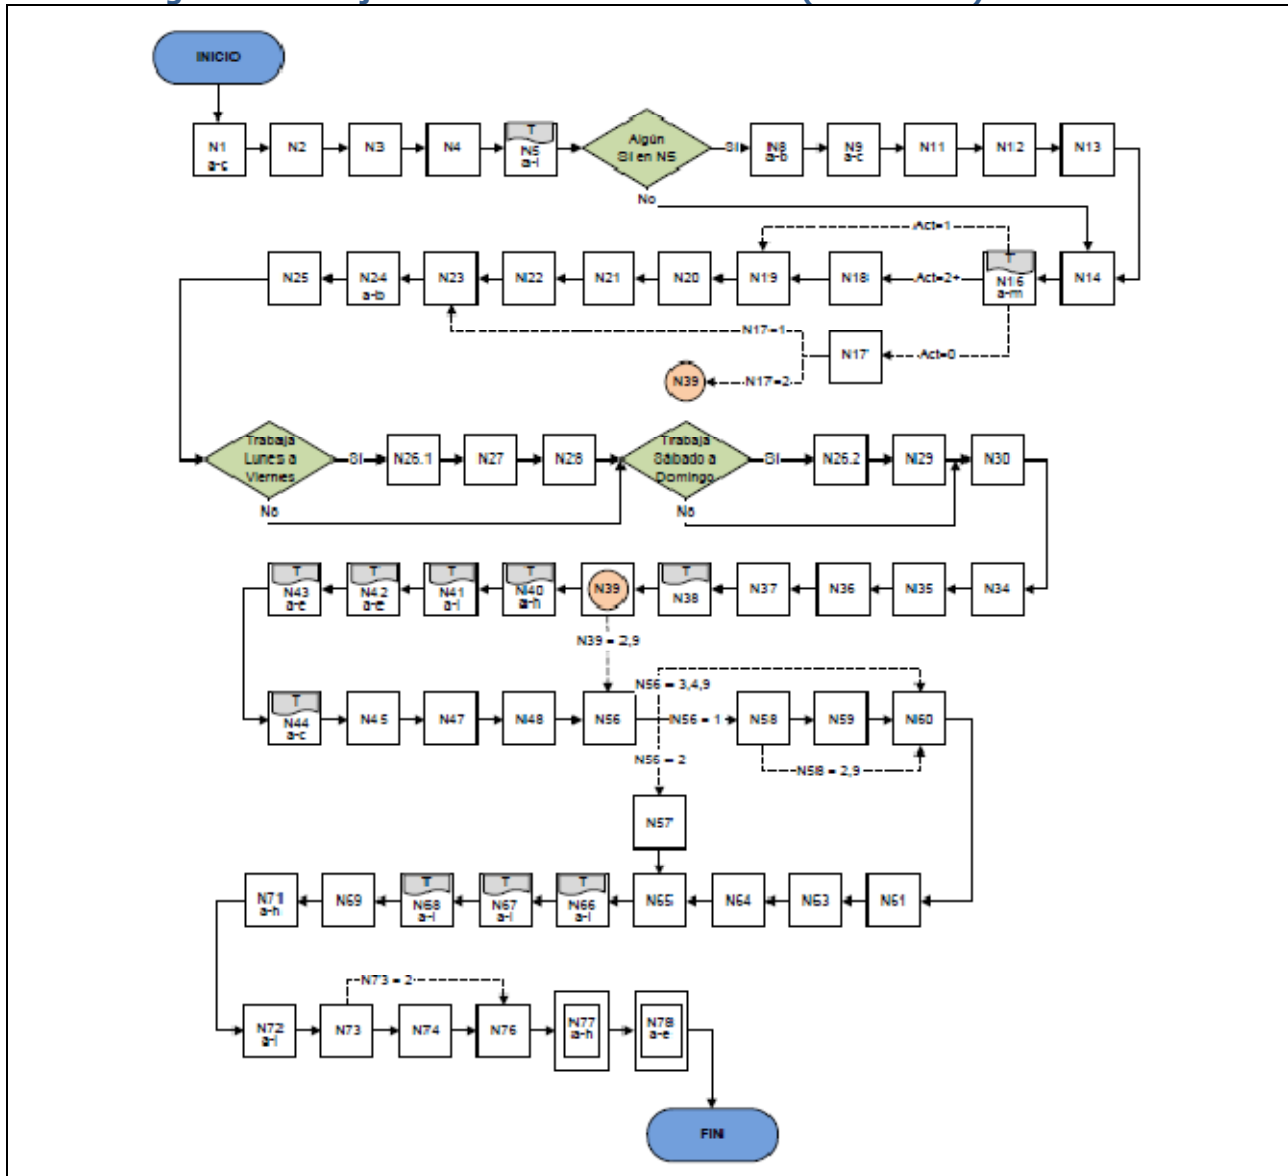 INICIO
N1
a-c
N2
N3
N4
T
N5
a-i
Algún
SI en N5
SI
N8
a-b
N9
a-c
N11
N12
N13
No
Act=1
N25
N24
a-b
N23
N22
N21
N20
N19
N18
Act=2+
T
N16
a-m
N14
N17=1
N17
Act=0
N39
N17=2
Trabaja
Lunes a
Viernes
SI
N26.1
N27
N28
Trabaja
Sábado a
Domingo
SI
N26.2
N29
N30
No
No
T
N43
a-e
T
N42
a-e
T
N41
a-i
T
N40
a-h
N39
T
N38
N37
N36
N35
N34
N39 = 2,9
N56 = 3,4,9
T
N44
a-c
N45
N47
N48
N56
N56 = 1
N58
N59
N60
N56 = 2
N58 = 2,9
N57
N71
a-h
N69
T
N68
a-i
T
N67
a-i
T
N66
a-i
N65
N64
N63
N61
N73 = 2
N72
a-i
N73
N74
N76
N77
a-h
N78
a-e
FIN